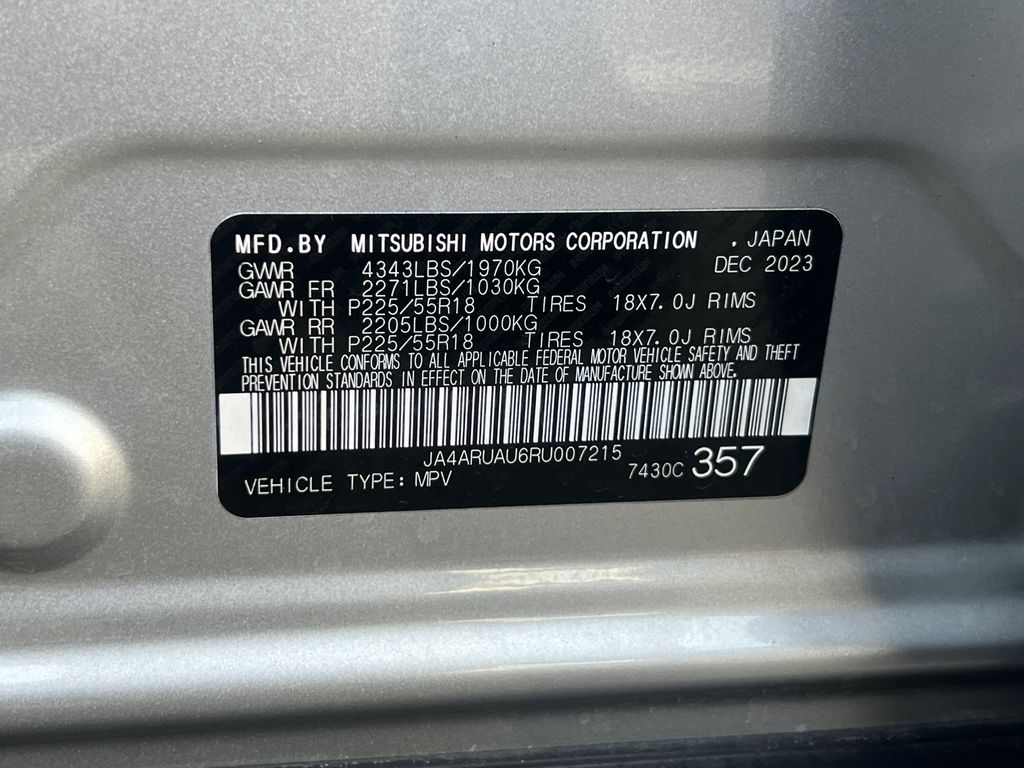 MFD.BY MITSUBISHI MOTORS CORPORATION . JAPAN
GWWR 4343LBS/1970KG DEC 2023
GAWR FR 2271LBS/1030KG
WITH P225/55R18 TIRES 18X7.0J RIMS
GAWR RR 2205LBS/1000KG
WITH P225/55R18 TIRES 18X7.0J RIMS
THIS VEHICLE CONFORMS TO ALL APPLICABLE FEDERAL MOTOR VEHICLE SAFETY AND THEFT
PREVENTION STANDARDS IN EFFECT ON THE DATE OF MANUFACTURE SHOWN ABOVE.
JA4ARUAU6RU007215
VEHICLE TYPE: MPV 7430C 357